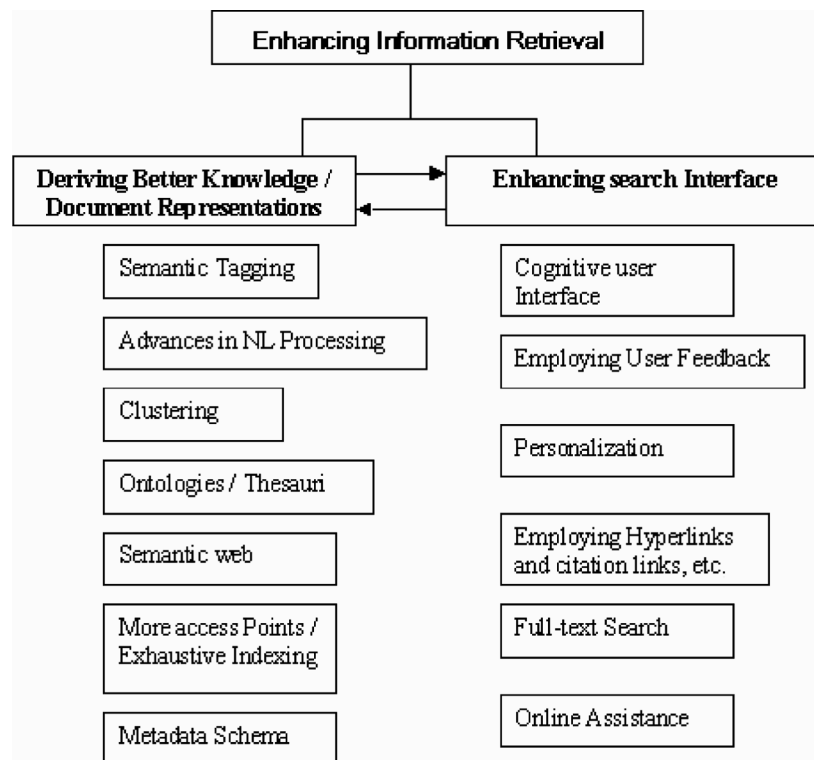 Enhancing Information Retrieval
Deriving Better Knowledge /
Document Representations
Enhancing search Interface
Semantic Tagging
Advances in NL Processing
Clustering
Ontologies / Thesauri
Semantic web
More access Points /
Exhaustive Indexing
Metadata Schema
Cognitive user
Interface
Employing User Feedback
Personalization
Employing Hyperlinks
and citation links, etc.
Full-text Search
Online Assistance